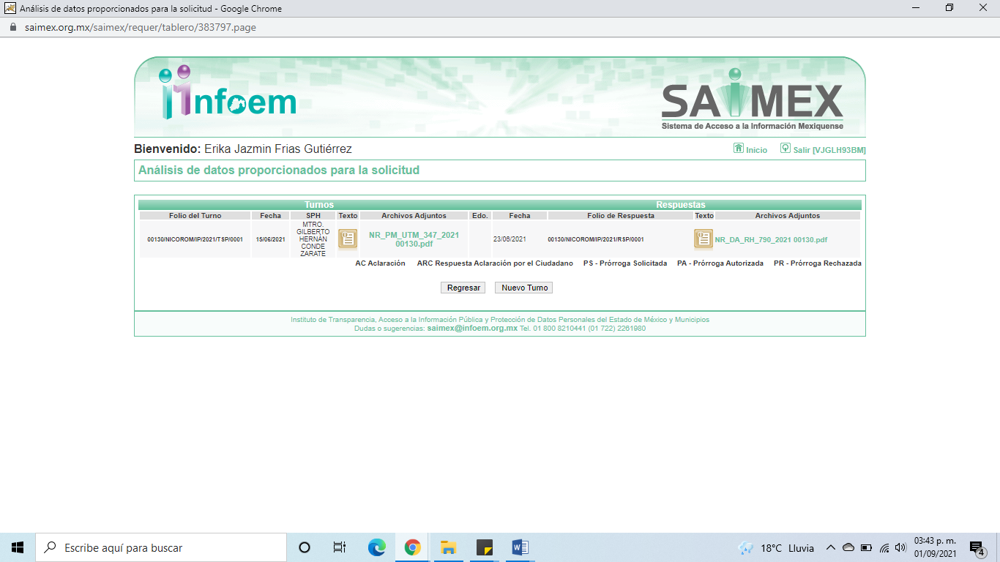 Análisis de datos proporcionados para la solicitud - Google Chrome
saimex.org.mx/saimex/requer/tablero/383797.page
infoem
SAIMEX
Sistema de Acceso a la Información Mexiquense
Bienvenido: Erika Jazmin Frias Gutiérrez
Inicio
Salir [VJGLH93BM]
Análisis de datos proporcionados para la solicitud
Turnos
Respuestas
Folio del Turno
Fecha
SPH
Texto
Archivos Adjuntos
Edo.
Fecha
Folio de Respuesta
Texto
Archivos Adjuntos
00130/NICOROM/IP/2021/TSP/0001
15/06/2021
MTRO.
GILBERTO
HERNÁN
CONDE
ZARATE
NR_PM_UTM_347_2021
00130.pdf
23/06/2021
00130/NICOROM/IP/2021/RSP/0001
NR_DA_RH_790_2021 00130.pdf
AC Aclaración
ARC Respuesta Aclaración por el Ciudadano
PS - Prórroga Solicitada
PA - Prórroga Autorizada
PR - Prórroga Rechazada
Regresar
Nuevo Turno
Instituto de Transparencia, Acceso a la Información Pública y Protección de Datos Personales del Estado de México y Municipios
Dudas o sugerencias: saimex@infoem.org.mx Tel. 01 800 8210441 (01 722) 2261980
Escribe aquí para buscar
18°C Lluvia
03:43 p. m.
01/09/2021
4